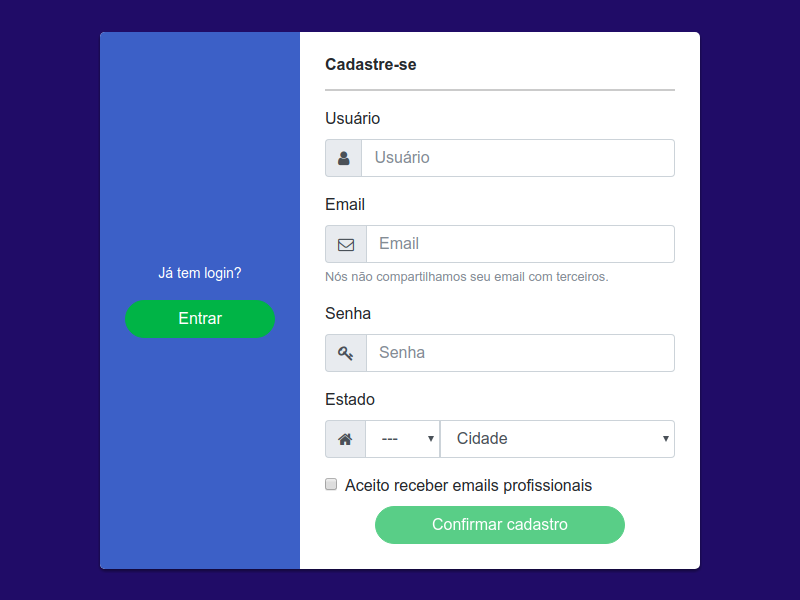 Cadastre-se
Usuário
Usuário
Email
Email
Nós não compartilhamos seu email com terceiros.
Já tem login?
Entrar
Senha
Senha
Estado
--- Cidade
Aceito receber emails profissionais
Confirmar cadastro